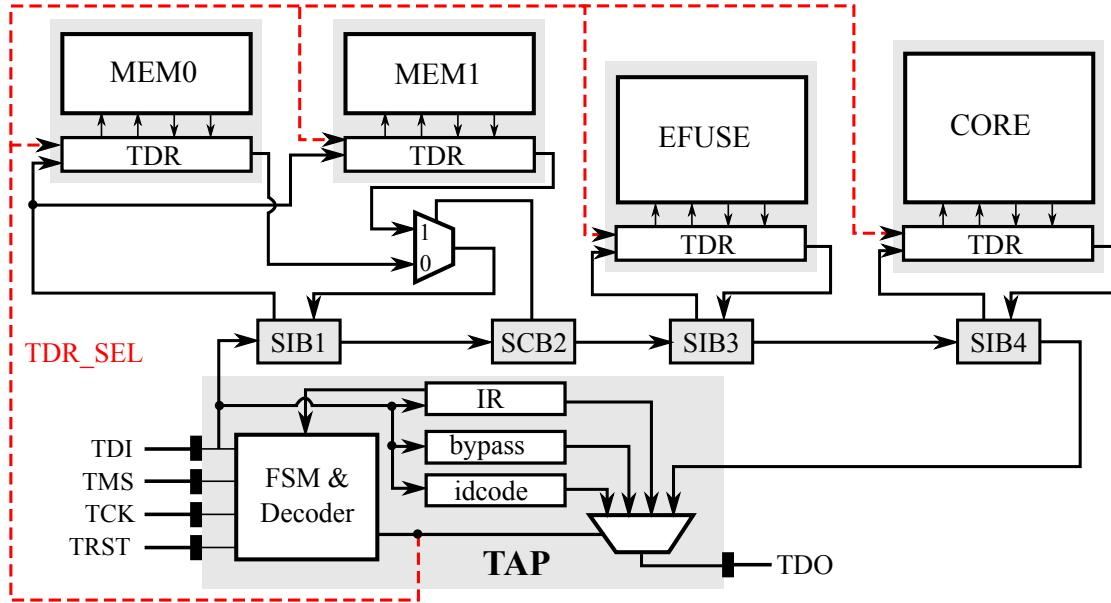 MEM0
MEM1
EFUSE
CORE
TDR
TDR
TDR
TDR
1
0
SIB1
SCB2
SIB3
SIB4
TDR_SEL
IR
bypass
idcode
TDI
TMS
TCK
TRST
FSM &
Decoder
TAP
TDO